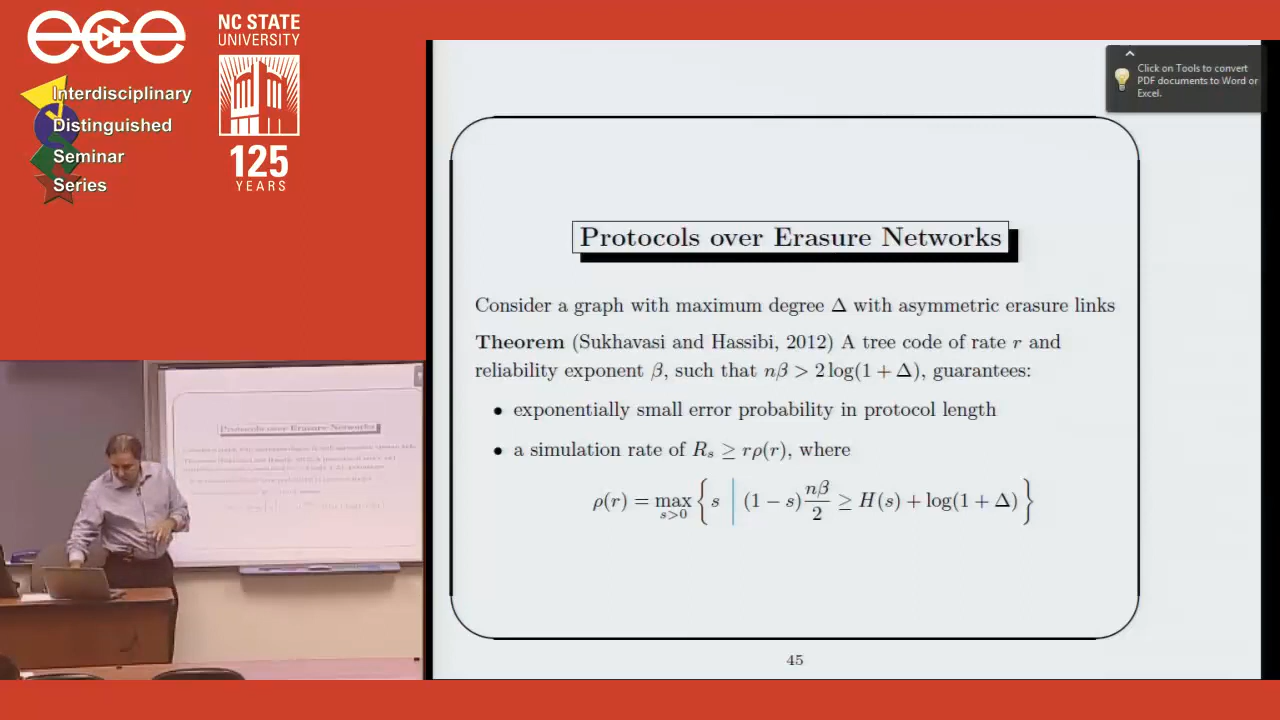 ece
Interdisciplinary
Distinguished
Seminar
Series
NC STATE
UNIVERSITY
125
YEARS
Click on Tools to convert
PDF documents to Word or
Excel.
Protocols over Erasure Networks
Consider a graph with maximum degree Δ with asymmetric erasure links
Theorem (Sukhavasi and Hassibi, 2012) A tree code of rate r and
reliability exponent β, such that nβ > 2 log(1 + Δ), guarantees:
• exponentially small error probability in protocol length
• a simulation rate of Rₛ ≥ rρ(r), where
ρ(r) = max_{s>0} { s | (1 − s) nβ/2 ≥ H(s) + log(1 + Δ) }
45
Protocols over Erasure Networks